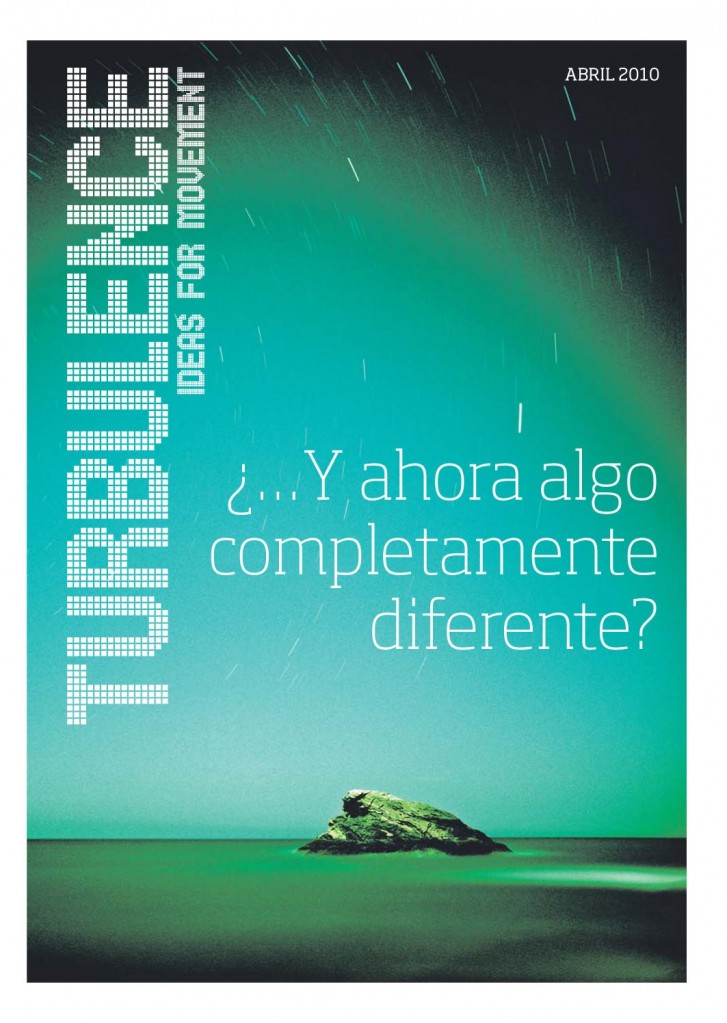 ABRIL 2010
TURBULENCE
IDEAS FOR MOVEMENT
¿...Y ahora algo
completamente
diferente?